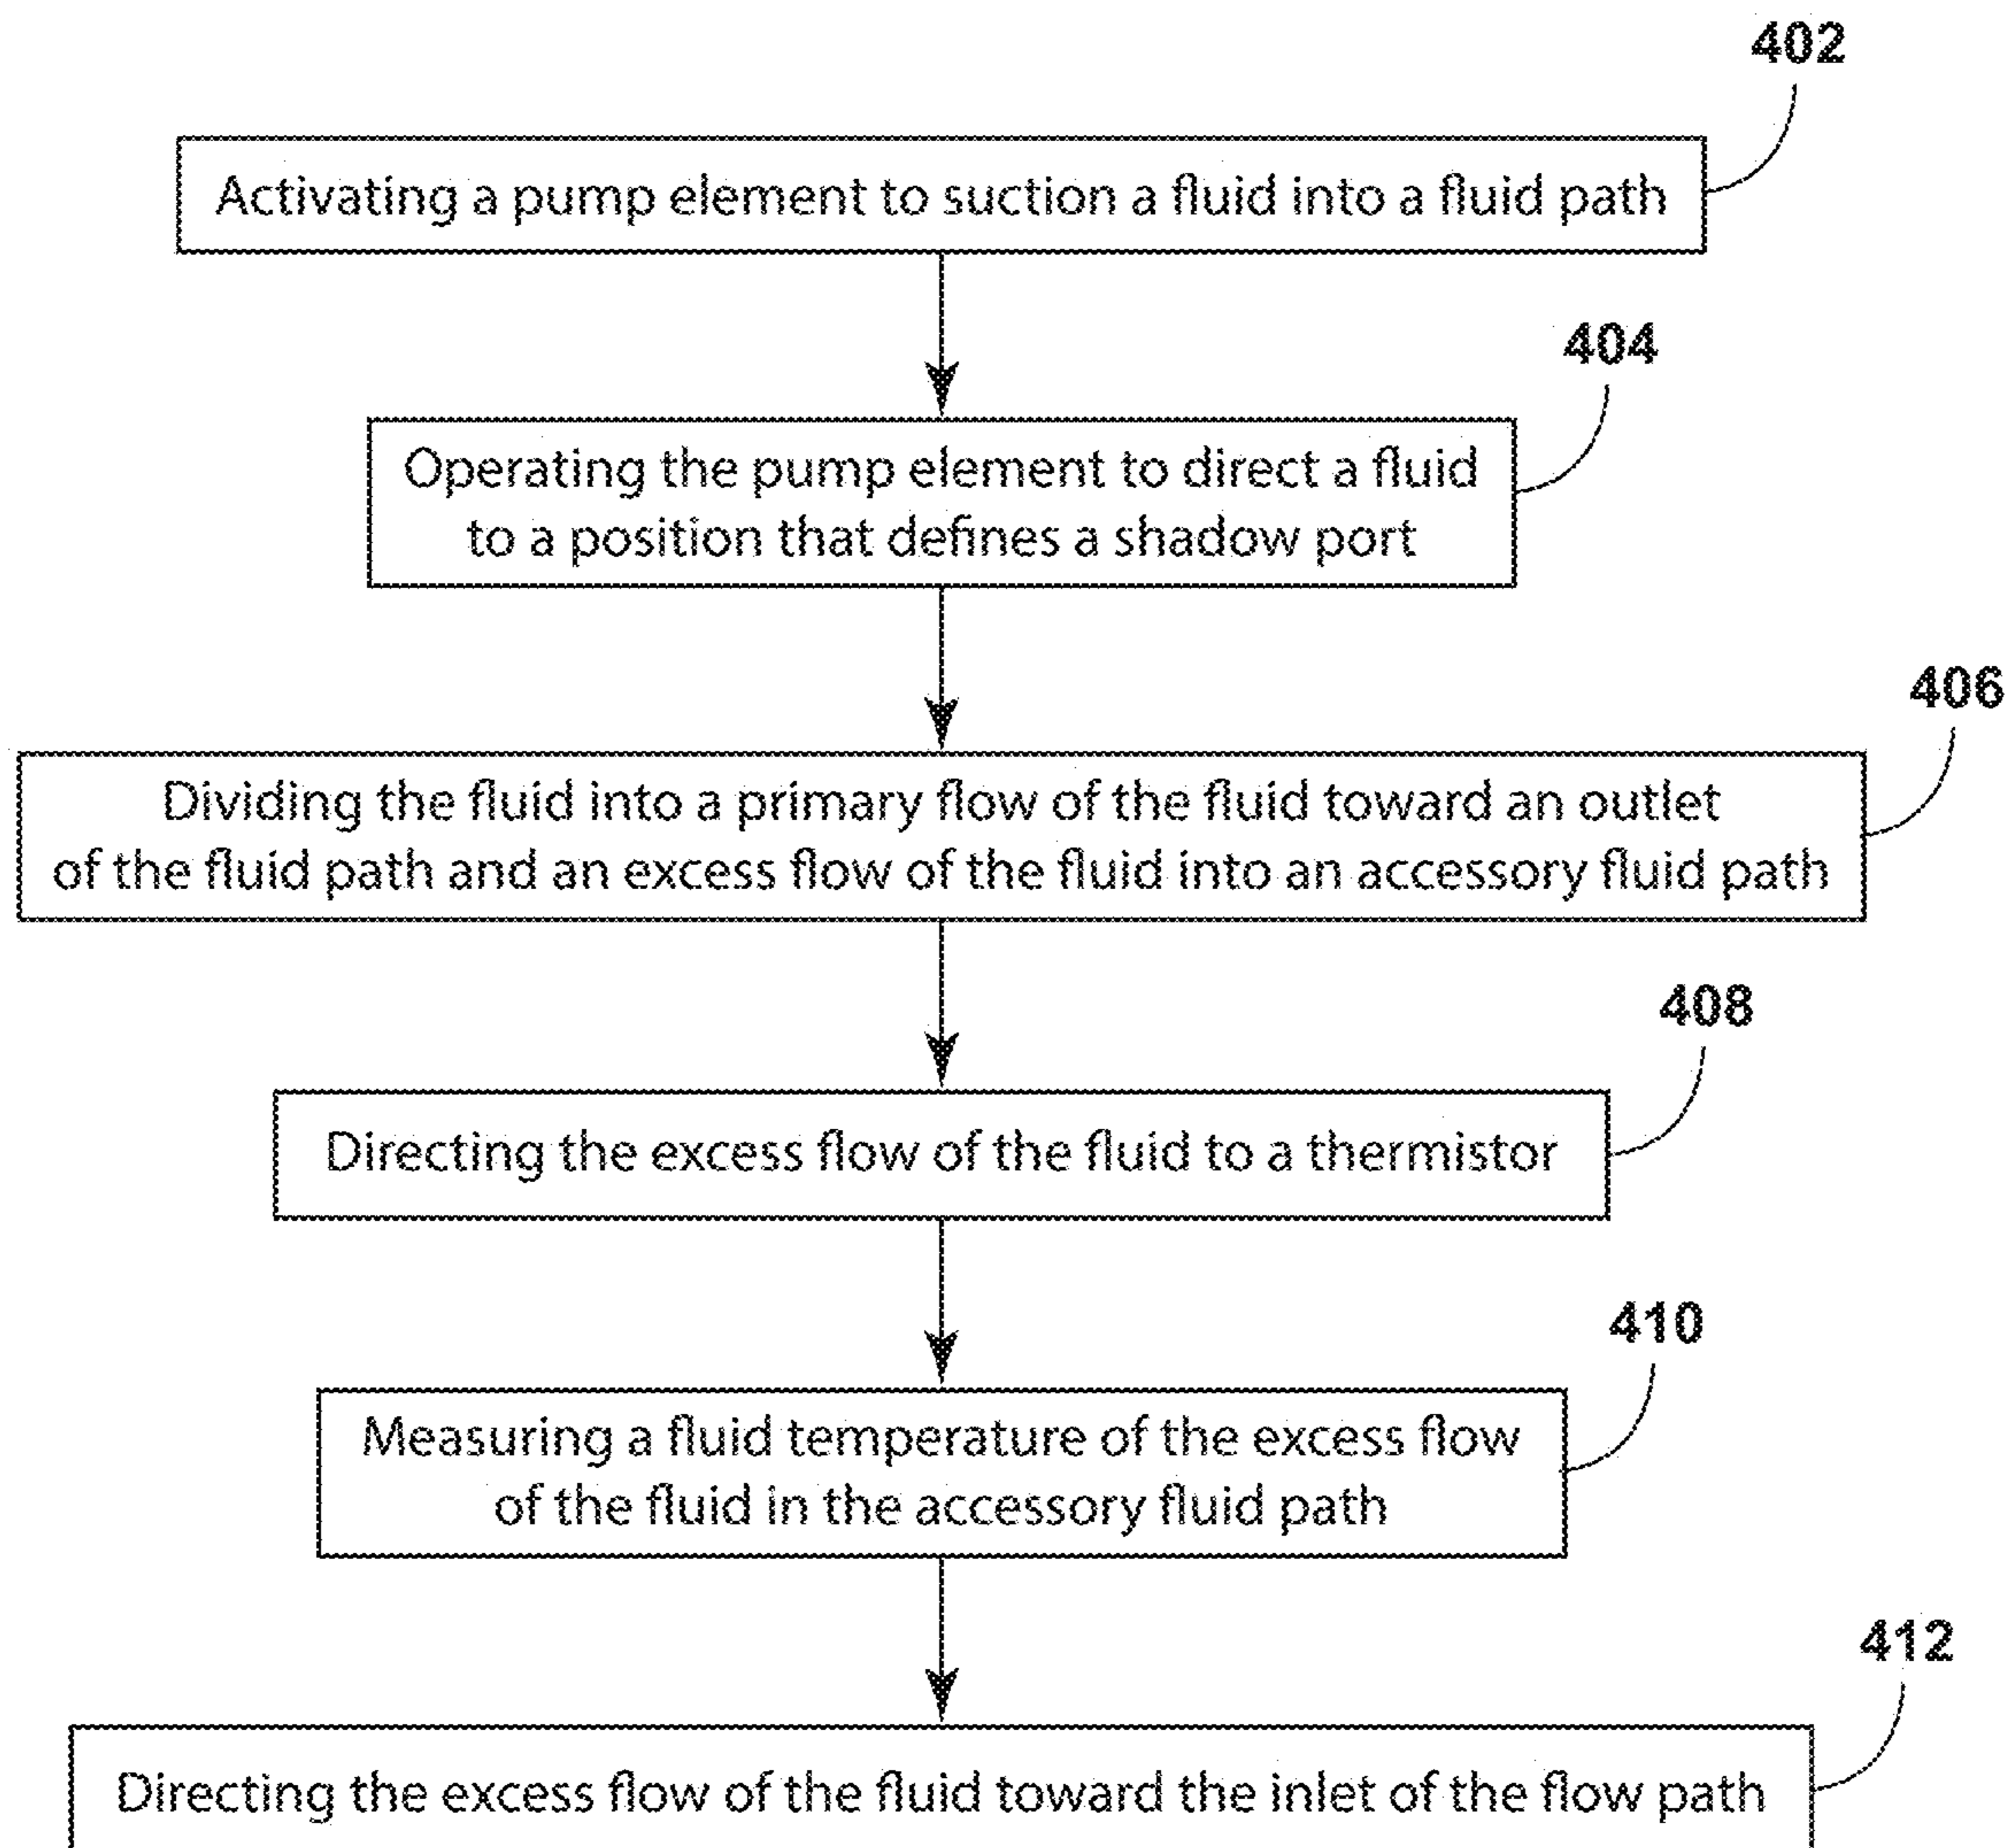 402
Activating a pump element to suction a fluid into a fluid path
404
Operating the pump element to direct a fluid
to a position that defines a shadow port
406
Dividing the fluid into a primary flow of the fluid toward an outlet
of the fluid path and an excess flow of the fluid into an accessory fluid path
408
Directing the excess flow of the fluid to a thermistor
410
Measuring a fluid temperature of the excess flow
of the fluid in the accessory fluid path
412
Directing the excess flow of the fluid toward the inlet of the flow path